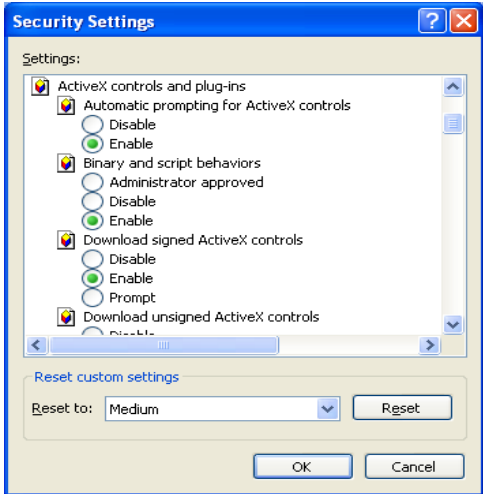 Security Settings
Settings:
ActiveX controls and plug-ins
Automatic prompting for ActiveX controls
Disable
Enable
Binary and script behaviors
Administrator approved
Disable
Enable
Download signed ActiveX controls
Disable
Enable
Prompt
Download unsigned ActiveX controls
Disable
Reset custom settings
Reset to: Medium Reset
OK Cancel